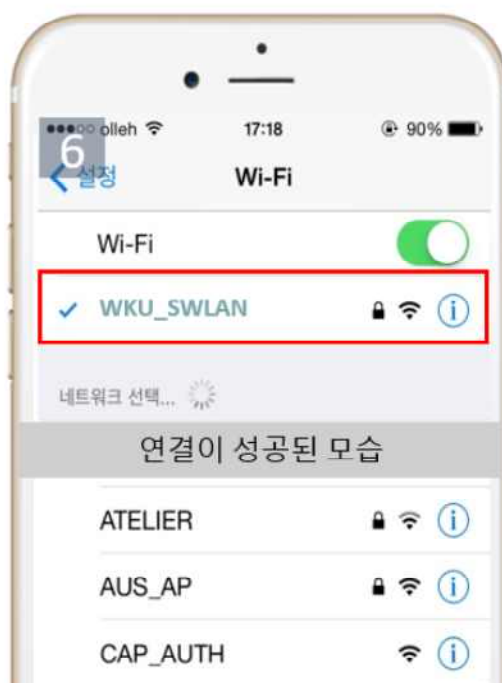 olleh 17:18 90%
6
설정 Wi-Fi
Wi-Fi
WKU_SWLAN
네트워크 선택...
연결이 성공된 모습
ATELIER
AUS_AP
CAP_AUTH